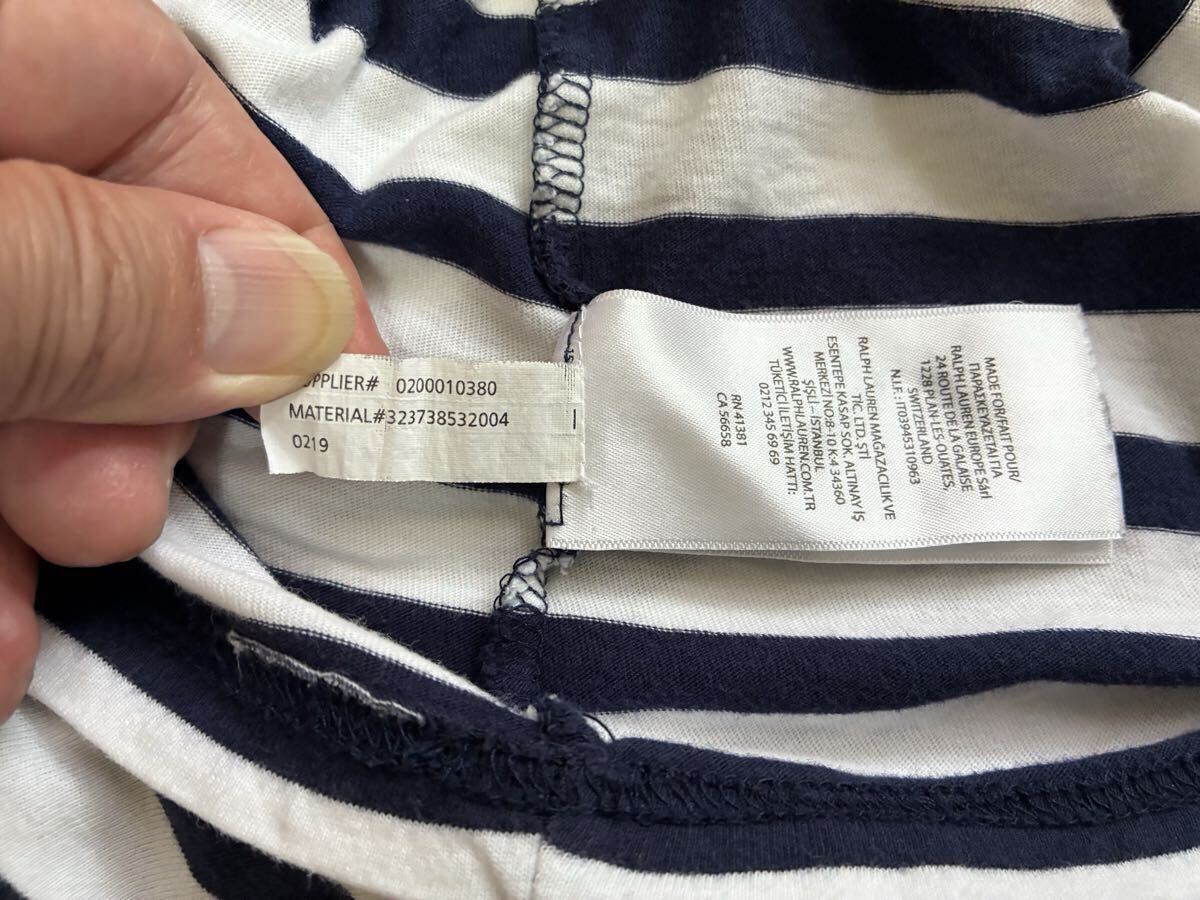 SUPPLIER# 0200010380
MATERIAL#323738532004
0219
MADE FOR/FAIT POUR/
ΠΑΡΑΣΚΕΥΑΖΕΤΑΙ ΓΙΑ
RALPH LAUREN EUROPE Sárl
24 ROUTE DE LA GALAISE
1228 PLAN-LES-OUATES,
SWITZERLAND
N.I.F. : IT03945310963
RALPH LAUREN MAĞAZACILIK VE
TİC. LTD. ŞTİ
ESENTEPE KASAP SOK. ALTINAY İŞ
MERKEZİ NO:8-10 K:4 34360
ŞİŞLİ – İSTANBUL
WWW.RALPHLAUREN.COM.TR
TÜKETİCİ İLETİŞİM HATTI:
0212 345 69 69
RN 41381
CA 56658